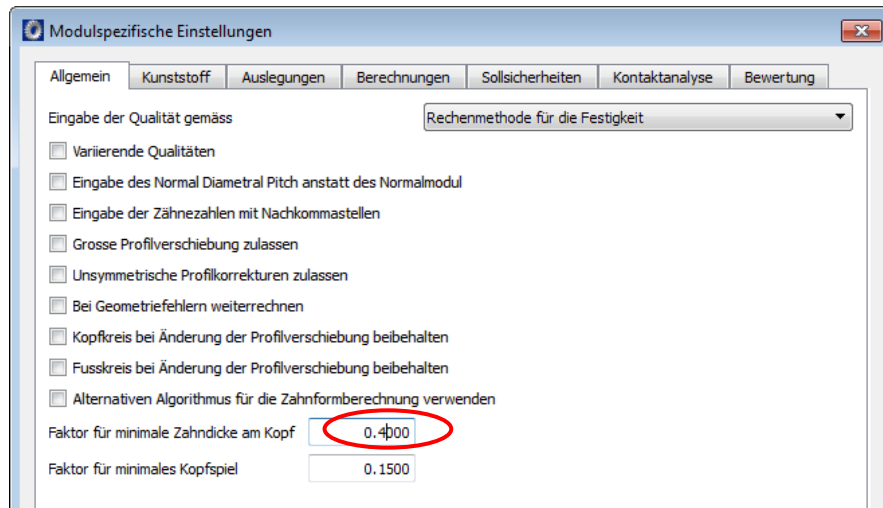 Modulspezifische Einstellungen
Allgemein Kunststoff Auslegungen Berechnungen Sollsicherheiten Kontaktanalyse Bewertung
Eingabe der Qualität gemäss Rechenmethode für die Festigkeit
Variierende Qualitäten
Eingabe des Normal Diametral Pitch anstatt des Normalmodul
Eingabe der Zähnezahlen mit Nachkommastellen
Grosse Profilverschiebung zulassen
Unsymmetrische Profilkorrekturen zulassen
Bei Geometriefehlern weiterrechnen
Kopfkreis bei Änderung der Profilverschiebung beibehalten
Fusskreis bei Änderung der Profilverschiebung beibehalten
Alternativen Algorithmus für die Zahnformberechnung verwenden
Faktor für minimale Zahndicke am Kopf 0.4000
Faktor für minimales Kopfspiel 0.1500